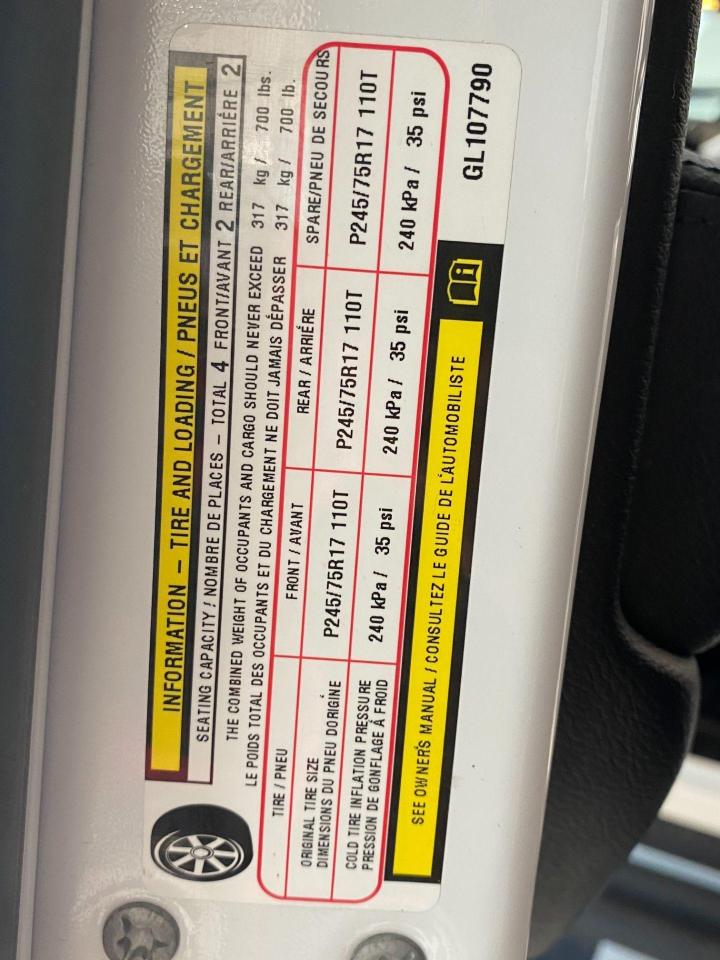 INFORMATION – TIRE AND LOADING / PNEUS ET CHARGEMENT
SEATING CAPACITY / NOMBRE DE PLACES – TOTAL 4 FRONT/AVANT 2 REAR/ARRIÉRE 2
THE COMBINED WEIGHT OF OCCUPANTS AND CARGO SHOULD NEVER EXCEED 317 kg / 700 lbs.
LE POIDS TOTAL DES OCCUPANTS ET DU CHARGEMENT NE DOIT JAMAIS DÉPASSER 317 kg / 700 lb.
TIRE / PNEU FRONT / AVANT REAR / ARRIÉRE SPARE/PNEU DE SECOURS
ORIGINAL TIRE SIZE
DIMENSIONS DU PNEU DORIGINE P245/75R17 110T P245/75R17 110T P245/75R17 110T
COLD TIRE INFLATION PRESSURE
PRESSION DE GONFLAGE Á FROID 240 kPa / 35 psi 240 kPa / 35 psi 240 kPa / 35 psi
SEE OWNER'S MANUAL / CONSULTEZ LE GUIDE DE L'AUTOMOBILISTE
GL107790